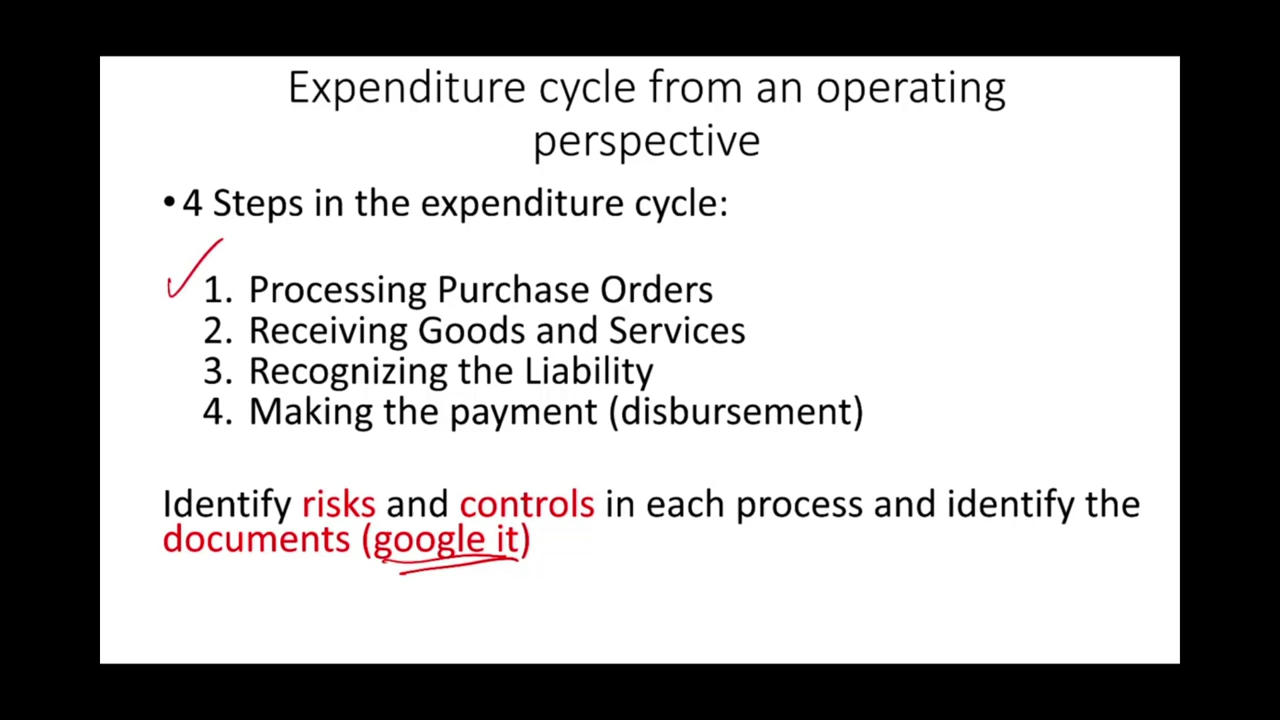 Expenditure cycle from an operating
perspective
• 4 Steps in the expenditure cycle:
1. Processing Purchase Orders
2. Receiving Goods and Services
3. Recognizing the Liability
4. Making the payment (disbursement)
Identify risks and controls in each process and identify the
documents (google it)